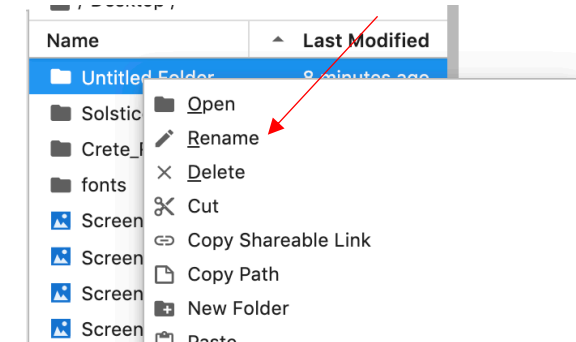 / Desktop /
Name Last Modified
Untitled Folder 8 minutes ago
Solstic
Crete_
fonts
Screen
Screen
Screen
Screen
Open
Rename
Delete
Cut
Copy Shareable Link
Copy Path
New Folder
Paste